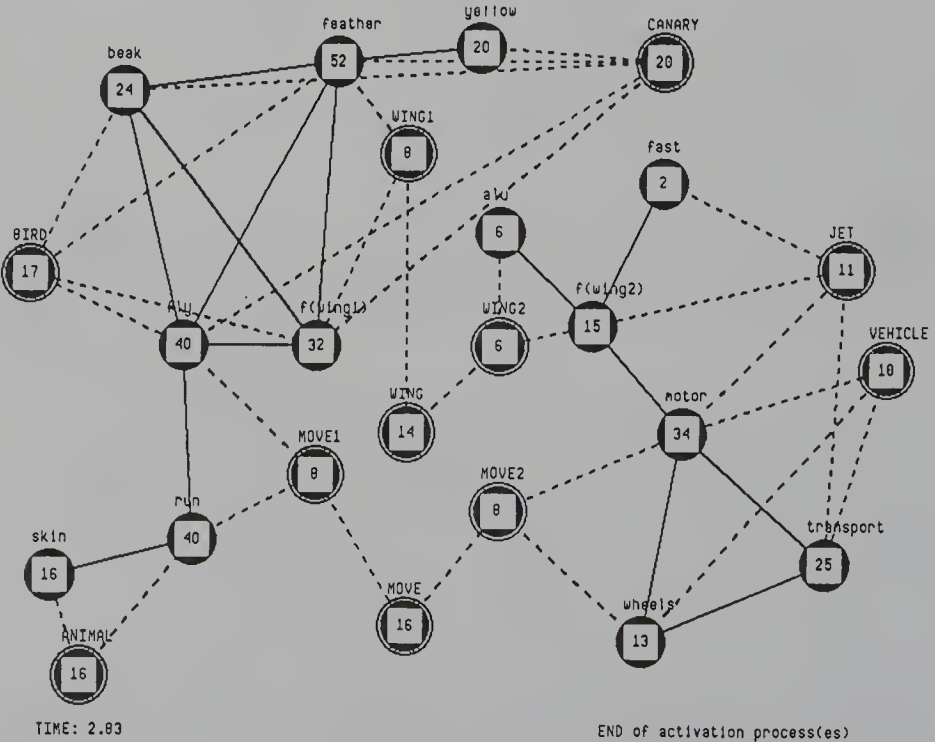 feather
52
yellow
20
CANARY
20
beak
24
WING1
8
fast
2
alu
6
BIRD
17
JET
11
fly
40
f(wing1)
32
WING2
6
f(wing2)
15
VEHICLE
10
WING
14
motor
34
MOVE1
8
MOVE2
8
run
40
skin
16
transport
25
MOVE
16
wheels
13
ANIMAL
16
TIME: 2.83
END of activation process(es)